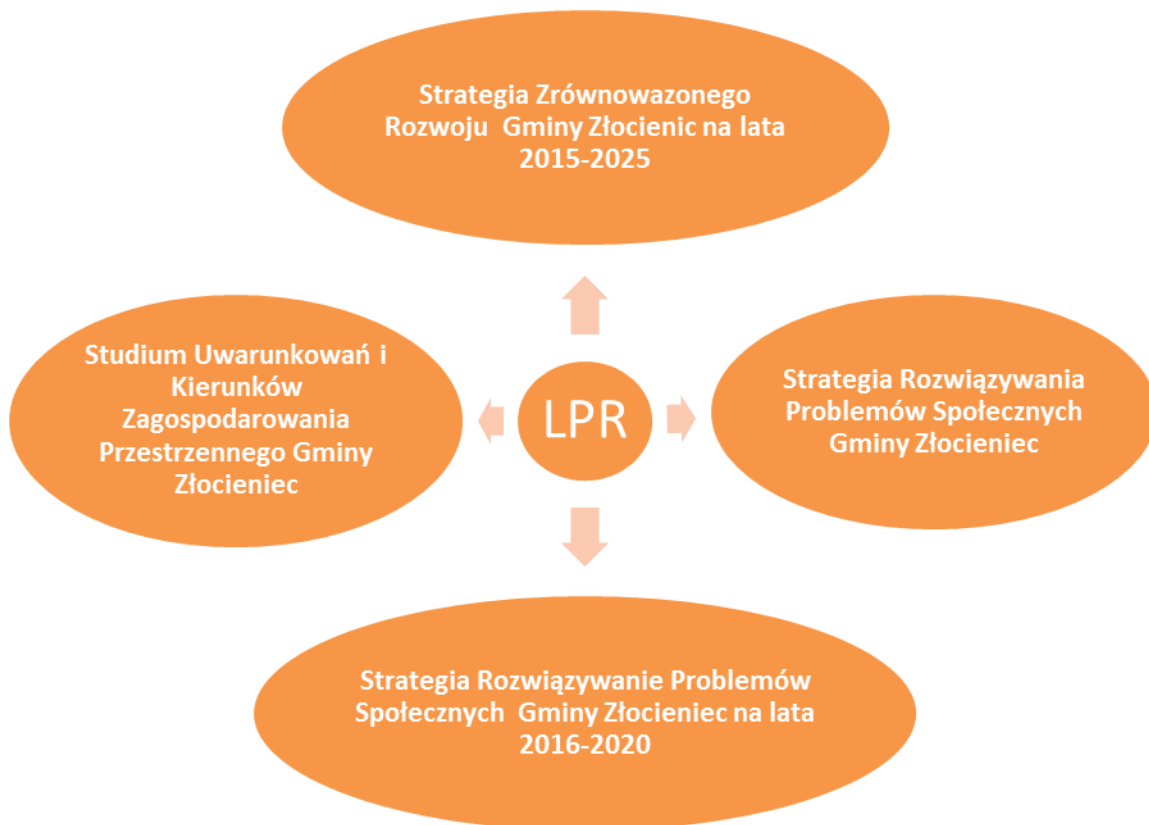 Strategia Zrównowazonego
Rozwoju Gminy Złocienic na lata
2015-2025
Studium Uwarunkowań i
Kierunków
Zagospodarowania
Przestrzennego Gminy
Złocieniec
LPR
Strategia Rozwiązywania
Problemów Społecznych
Gminy Złocieniec
Strategia Rozwiązywanie Problemów
Społecznych Gminy Złocieniec na lata
2016-2020